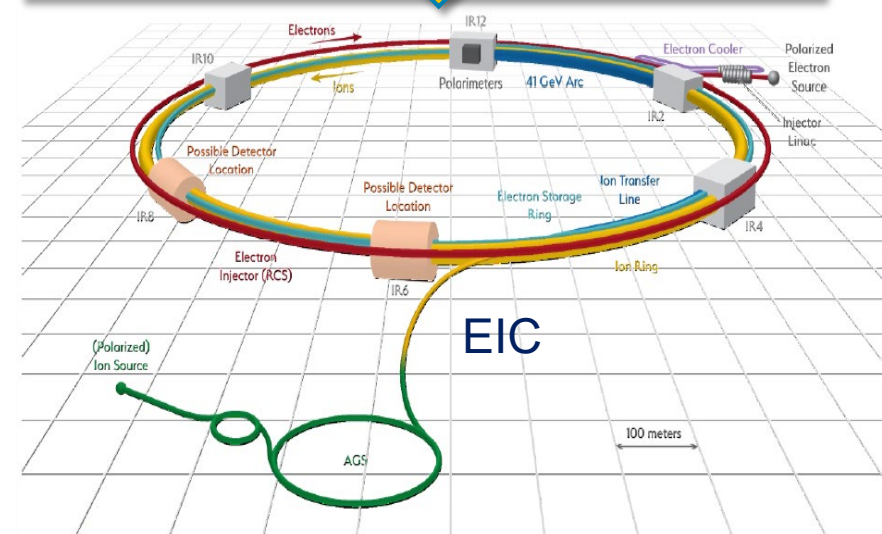 IR12
Electrons
Electron Cooler
Polarized
Electron
Source
IR10
Ions
Polarimeters
41 GeV Arc
IR2
Injector
Linac
Possible Detector
Location
Possible Detector
Location
Electron Storage
Ring
Ion Transfer
Line
IR8
IR4
Electron
Injector (RCS)
Ion Ring
IR6
EIC
(Polarized)
Ion Source
100 meters
AGS